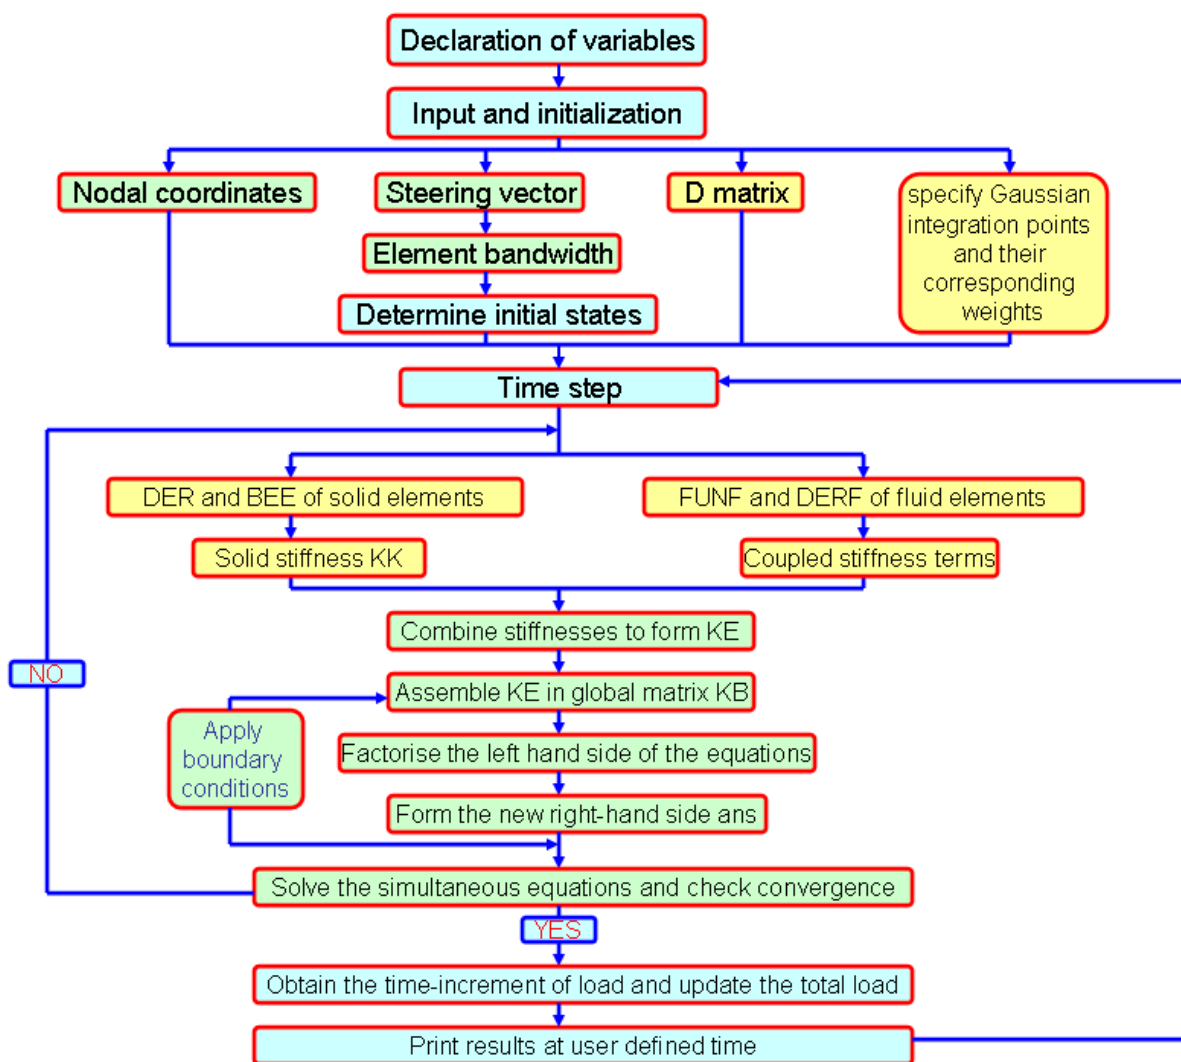 Declaration of variables
Input and initialization
Nodal coordinates
Steering vector
D matrix
specify Gaussian
integration points
and their
corresponding
weights
Element bandwidth
Determine initial states
Time step
DER and BEE of solid elements
FUNF and DERF of fluid elements
Solid stiffness KK
Coupled stiffness terms
Combine stiffnesses to form KE
NO
Assemble KE in global matrix KB
Apply
boundary
conditions
Factorise the left hand side of the equations
Form the new right-hand side ans
Solve the simultaneous equations and check convergence
YES
Obtain the time-increment of load and update the total load
Print results at user defined time